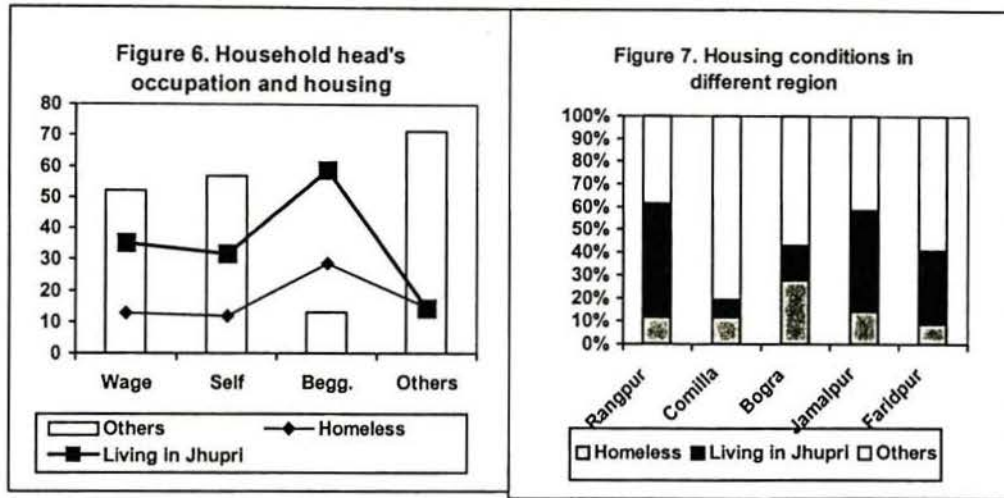 Figure 6. Household head's
occupation and housing
80
70
60
50
40
30
20
10
0
Wage
Self
Begg.
Others
Others
Homeless
Living in Jhupri
Figure 7. Housing conditions in
different region
100%
90%
80%
70%
60%
50%
40%
30%
20%
10%
0%
Rangpur
Comilla
Bogra
Jamalpur
Faridpur
Homeless
Living in Jhupri
Others